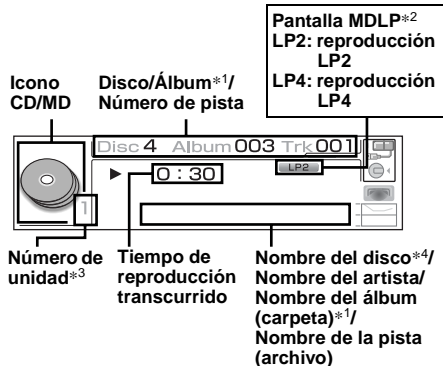 Pantalla MDLP*2
LP2: reproducción
LP2
LP4: reproducción
LP4
Icono
CD/MD
Disco/Álbum*1/
Número de pista
Disc 4 Album 003 Trk 001
0 : 30
LP2
1
Número de
unidad*3
Tiempo de
reproducción
transcurrido
Nombre del disco*4/
Nombre del artista/
Nombre del álbum
(carpeta)*1/
Nombre de la pista
(archivo)